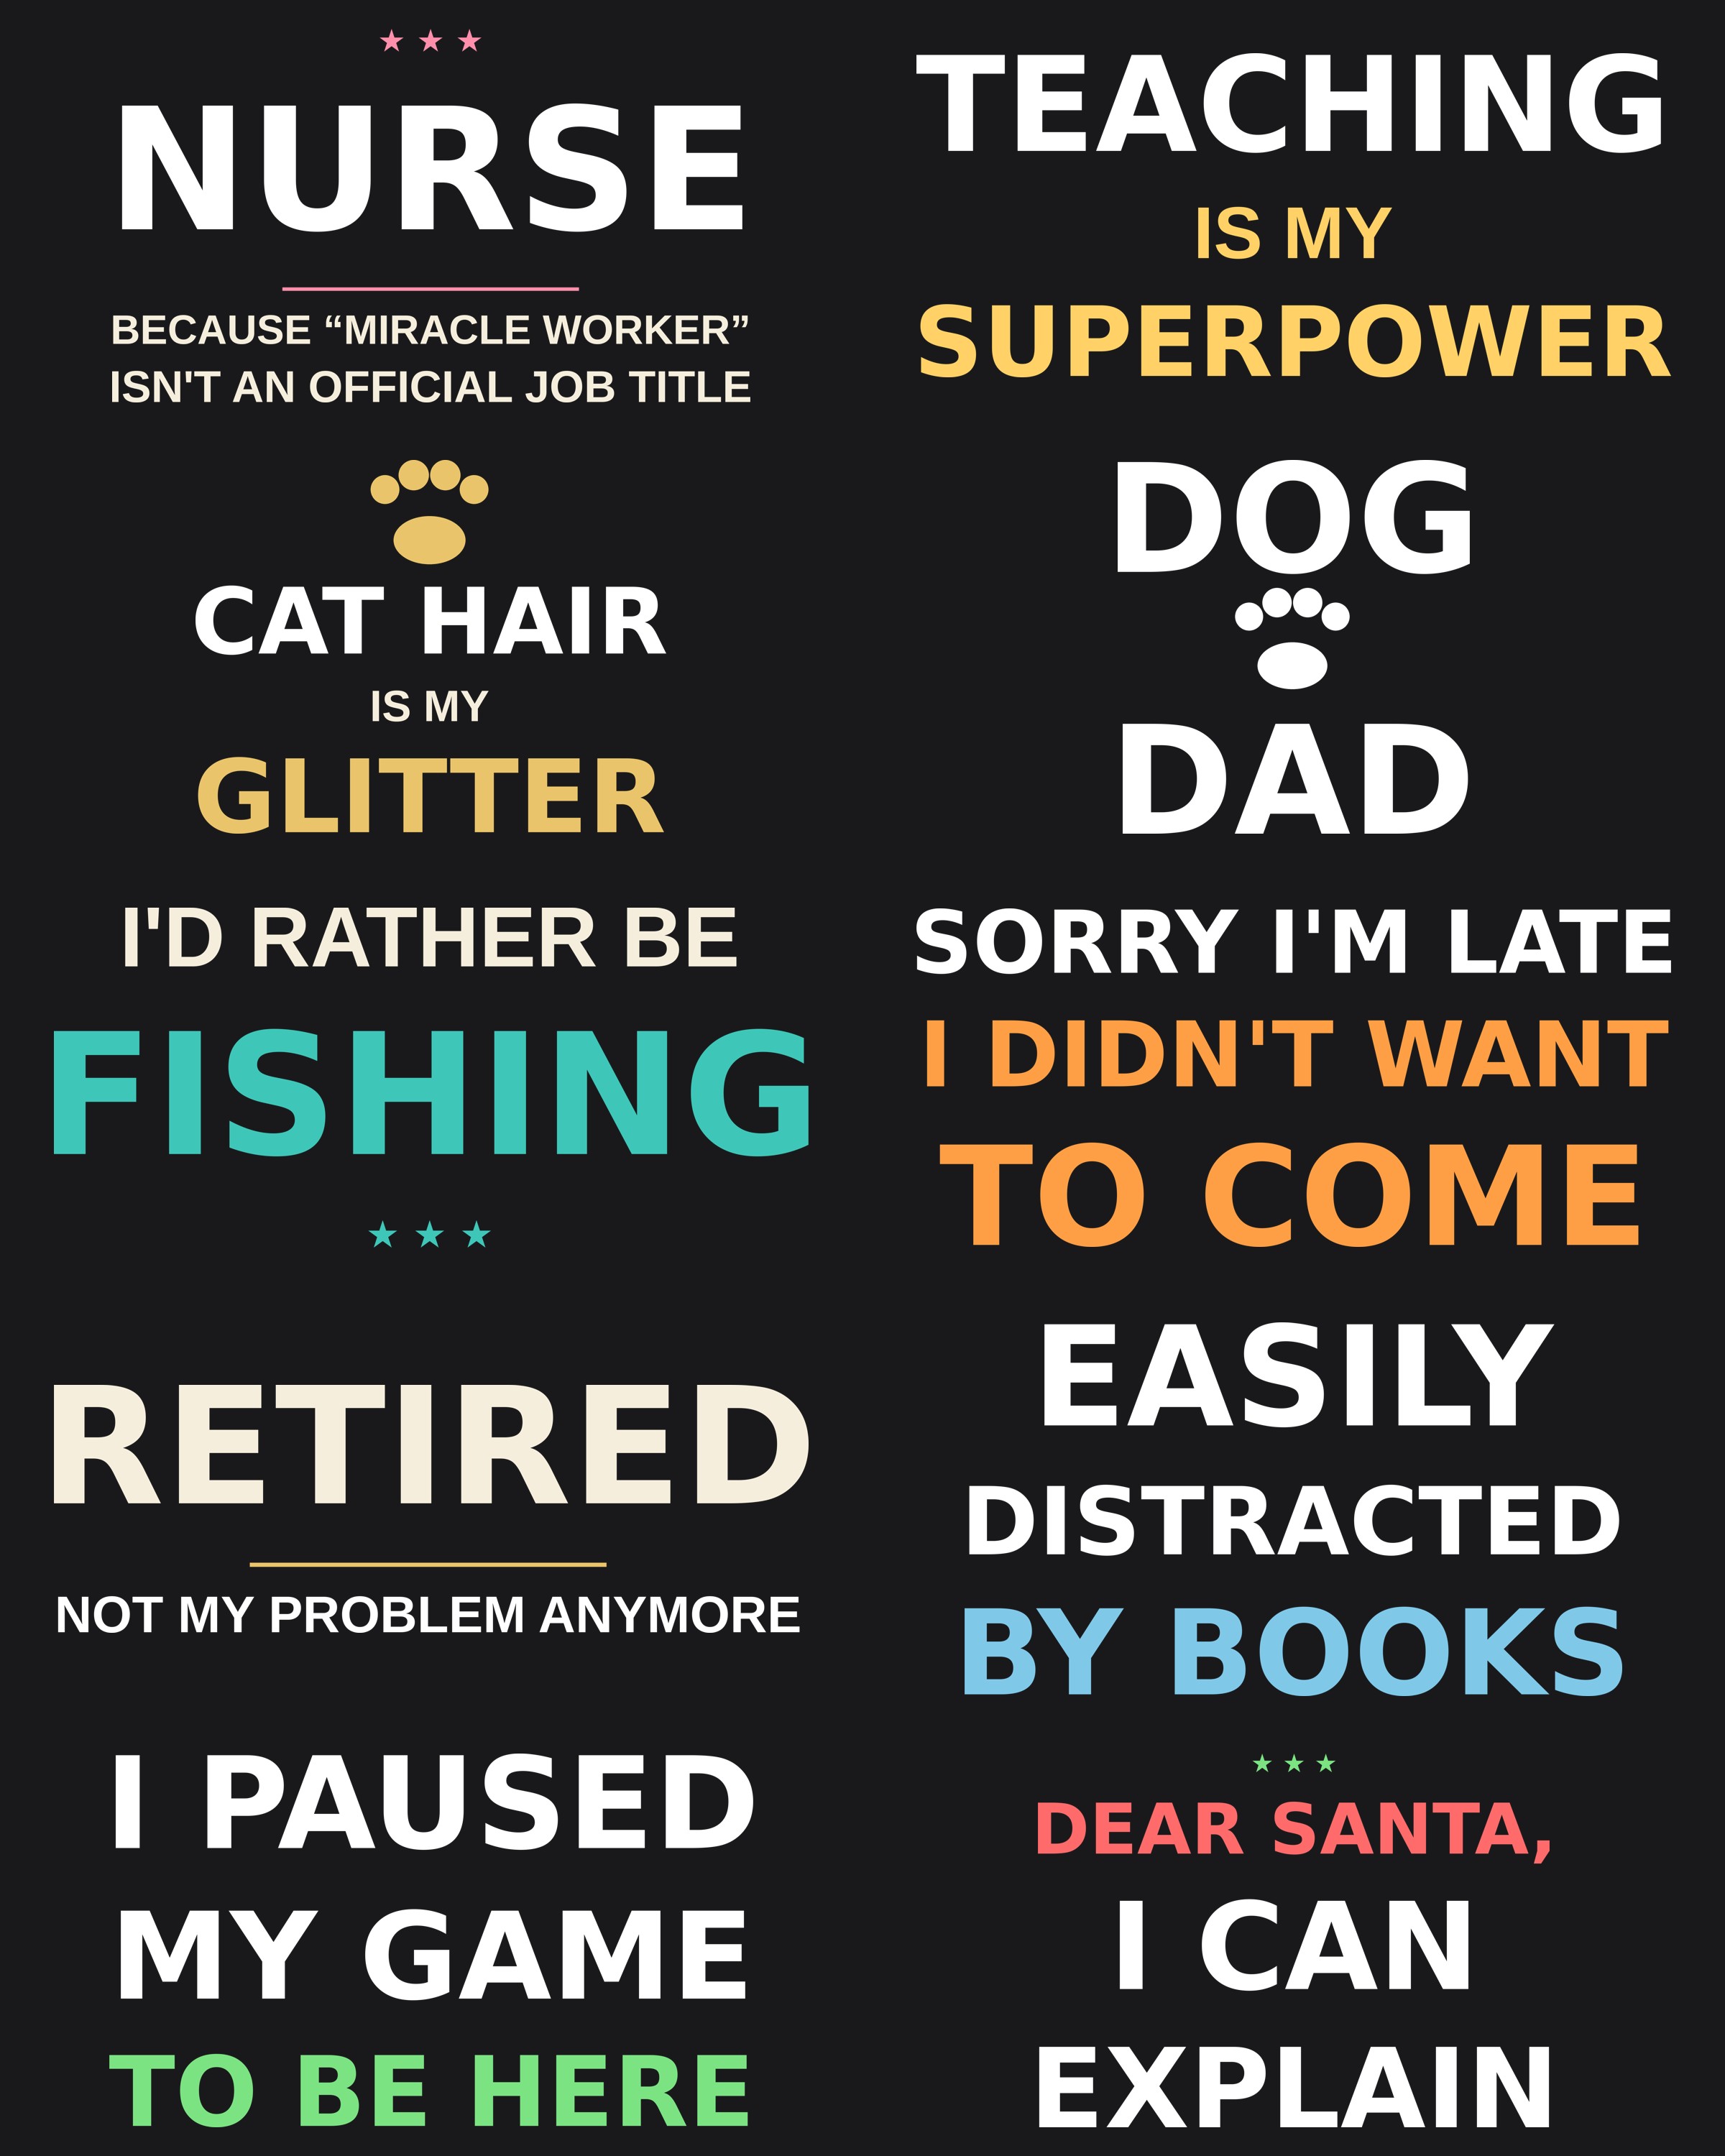 NURSE
BECAUSE “MIRACLE WORKER”
ISN'T AN OFFICIAL JOB TITLE
TEACHING
IS MY
SUPERPOWER
CAT HAIR
IS MY
GLITTER
DOG
DAD
I'D RATHER BE
FISHING
SORRY I'M LATE
I DIDN'T WANT
TO COME
RETIRED
NOT MY PROBLEM ANYMORE
EASILY
DISTRACTED
BY BOOKS
I PAUSED
MY GAME
TO BE HERE
DEAR SANTA,
I CAN
EXPLAIN